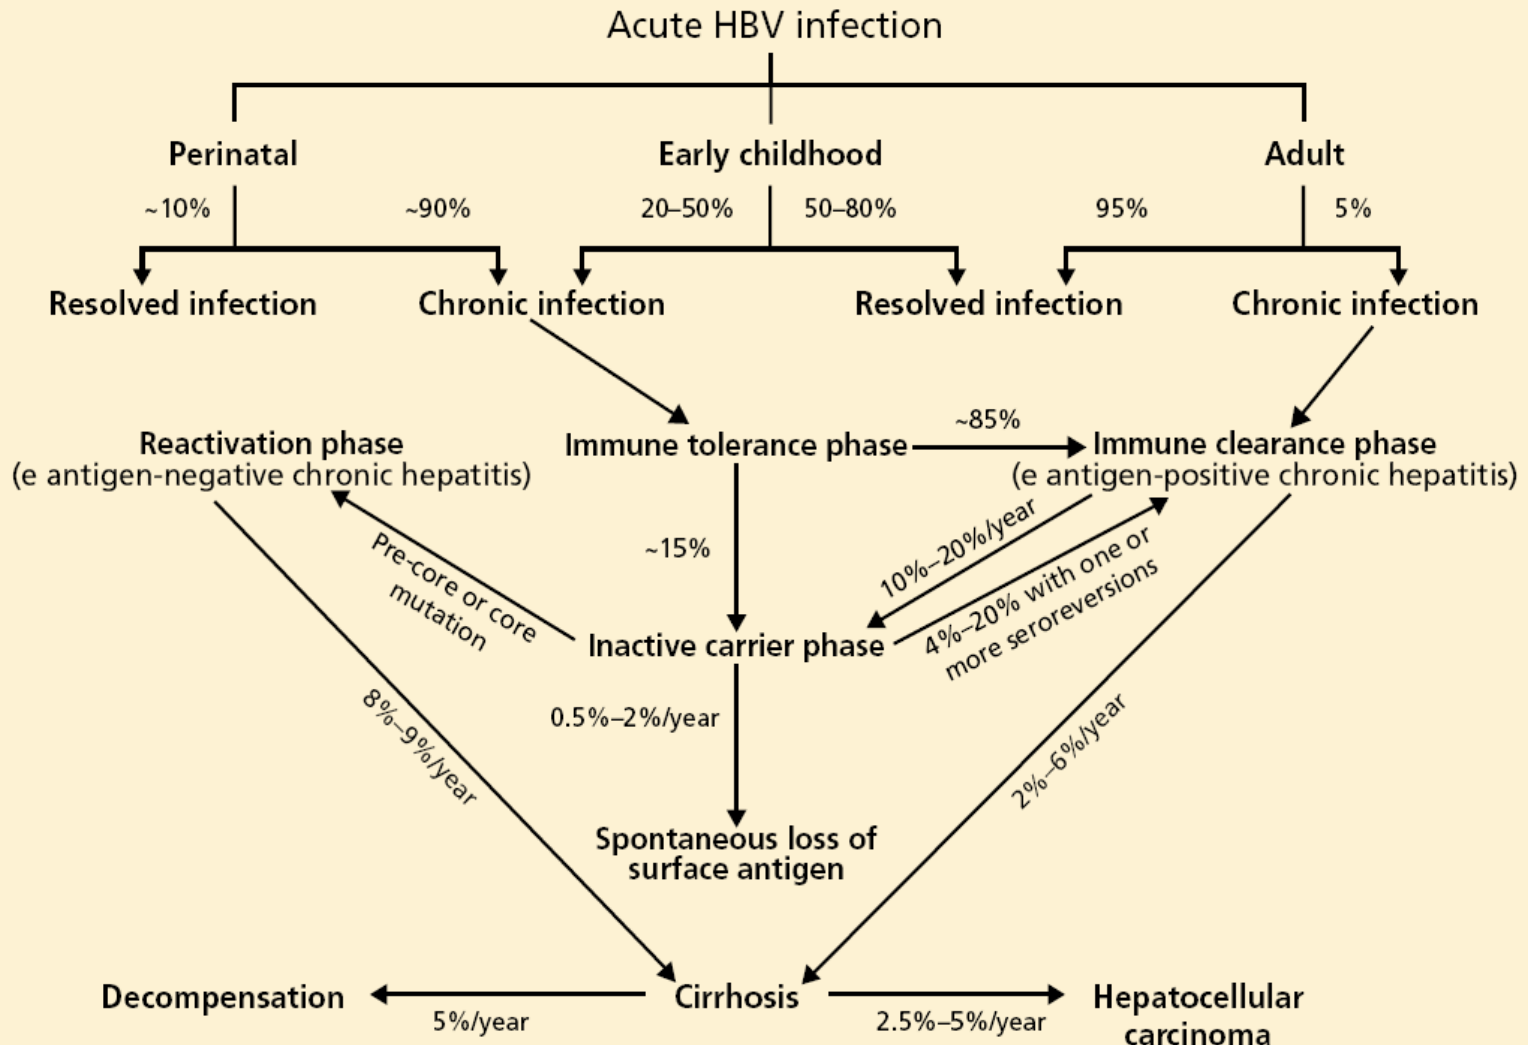 Acute HBV infection
Perinatal
Early childhood
Adult
~10%
~90%
20–50%
50–80%
95%
5%
Resolved infection
Chronic infection
Resolved infection
Chronic infection
Reactivation phase
(e antigen-negative chronic hepatitis)
Immune tolerance phase
~85%
Immune clearance phase
(e antigen-positive chronic hepatitis)
Pre-core or core
mutation
~15%
10%–20%/year
4%–20% with one or
more seroreversions
Inactive carrier phase
8%–9%/year
0.5%–2%/year
2%–6%/year
Spontaneous loss of
surface antigen
Decompensation
5%/year
Cirrhosis
2.5%–5%/year
Hepatocellular
carcinoma